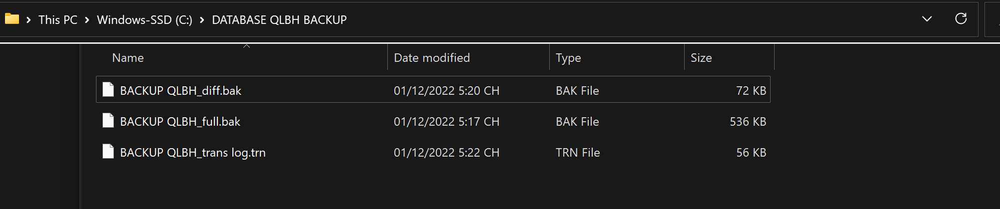 This PC > Windows-SSD (C:) > DATABASE QLBH BACKUP
Name Date modified Type Size
BACKUP QLBH_diff.bak 01/12/2022 5:20 CH BAK File 72 KB
BACKUP QLBH_full.bak 01/12/2022 5:17 CH BAK File 536 KB
BACKUP QLBH_trans log.trn 01/12/2022 5:22 CH TRN File 56 KB